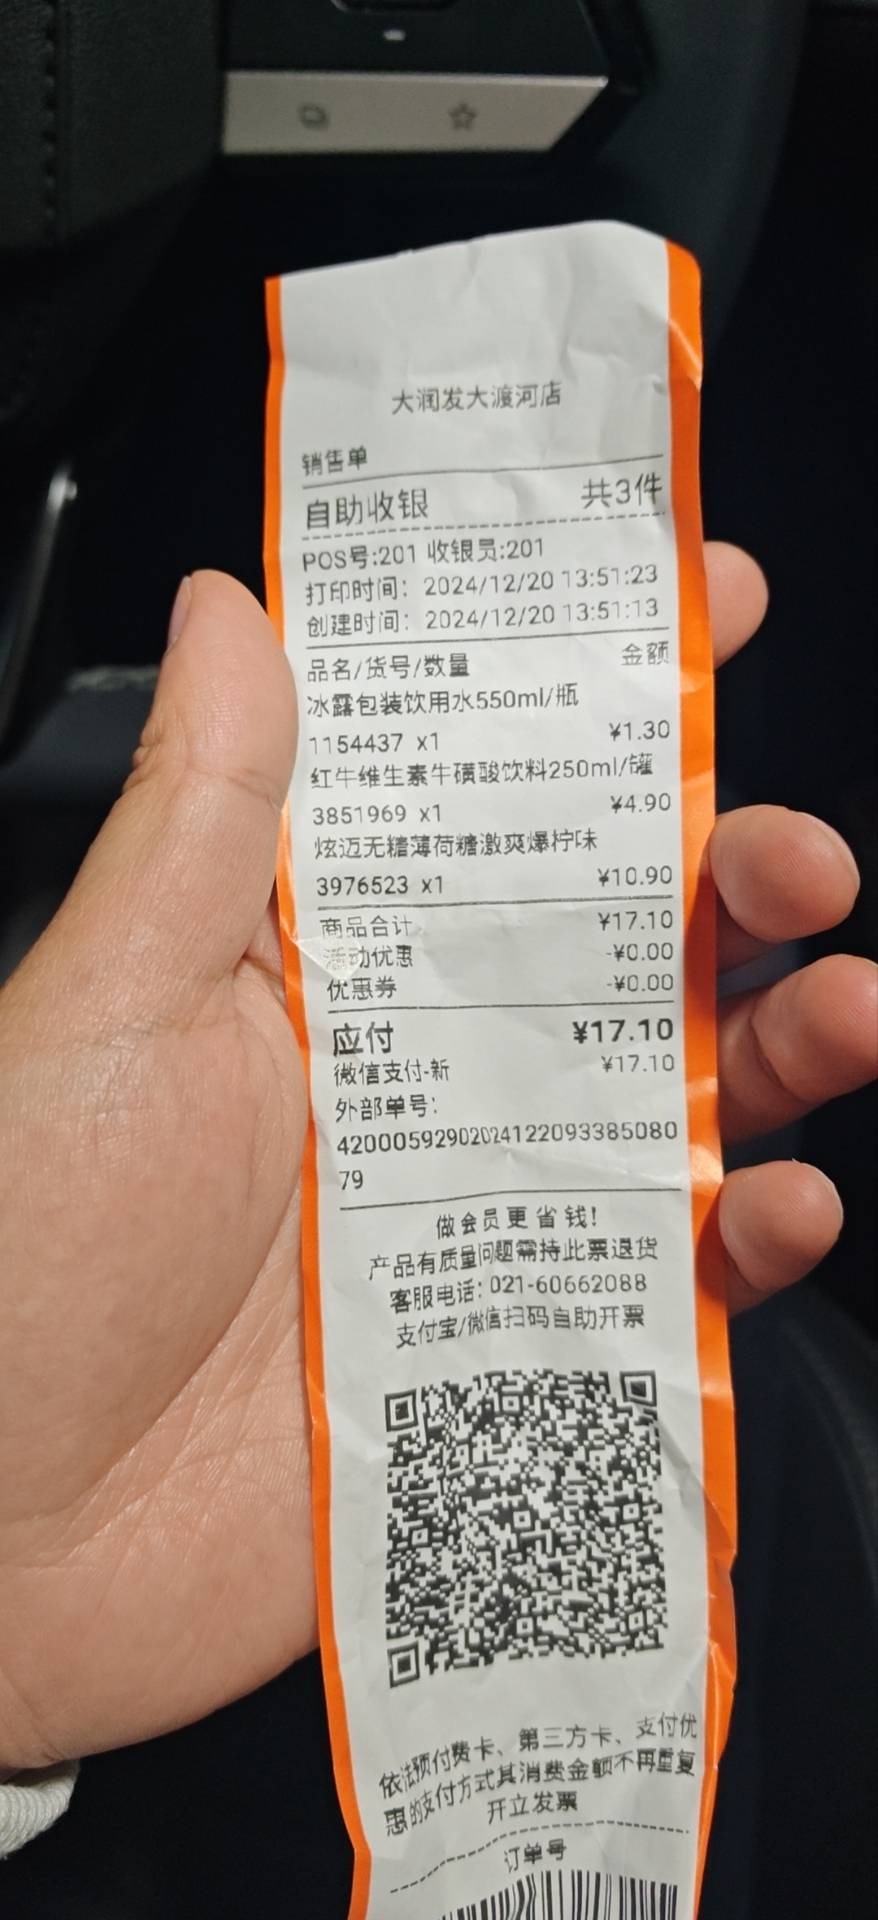 大润发大渡河店
销售单
自助收银 共3件
POS号:201 收银员:201
打印时间: 2024/12/20 13:51:23
创建时间: 2024/12/20 13:51:13
品名/货号/数量 金额
冰露包装饮用水550ml/瓶
1154437 x1 ¥1.30
红牛维生素牛磺酸饮料250ml/罐
3851969 x1 ¥4.90
炫迈无糖薄荷糖激爽爆柠味
3976523 x1 ¥10.90
商品合计 ¥17.10
活动优惠 -¥0.00
优惠券 -¥0.00
应付 ¥17.10
微信支付-新 ¥17.10
外部单号:
42000592902024122093385080
79
做会员更省钱!
产品有质量问题需持此票退货
客服电话: 021-60662088
支付宝/微信扫码自助开票
依法预付费卡、第三方卡、支付优
惠的支付方式其消费金额不再重复
开立发票
订单号